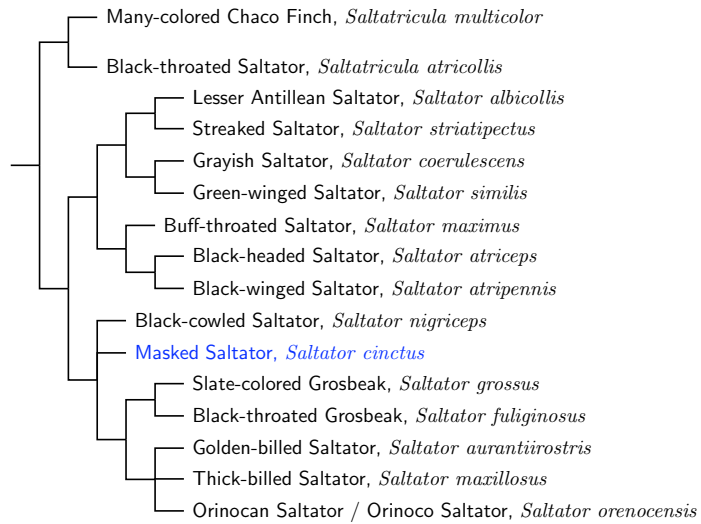 Many-colored Chaco Finch, Saltatricula multicolor
Black-throated Saltator, Saltatricula atricollis
Lesser Antillean Saltator, Saltator albicollis
Streaked Saltator, Saltator striatipectus
Grayish Saltator, Saltator coerulescens
Green-winged Saltator, Saltator similis
Buff-throated Saltator, Saltator maximus
Black-headed Saltator, Saltator atriceps
Black-winged Saltator, Saltator atripennis
Black-cowled Saltator, Saltator nigriceps
Masked Saltator, Saltator cinctus
Slate-colored Grosbeak, Saltator grossus
Black-throated Grosbeak, Saltator fuliginosus
Golden-billed Saltator, Saltator aurantiirostris
Thick-billed Saltator, Saltator maxillosus
Orinocan Saltator / Orinoco Saltator, Saltator orenocensis